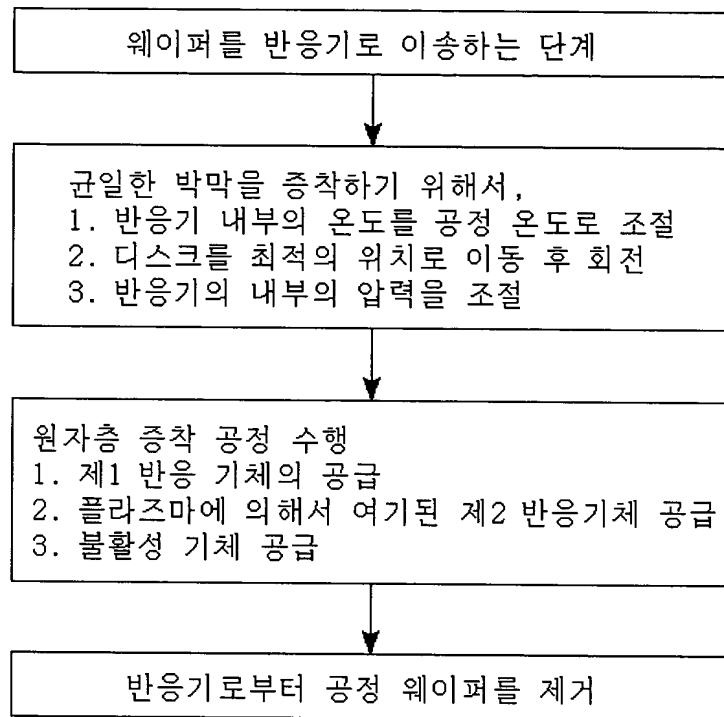 웨이퍼를 반응기로 이송하는 단계
균일한 박막을 증착하기 위해서,
1. 반응기 내부의 온도를 공정 온도로 조절
2. 디스크를 최적의 위치로 이동 후 회전
3. 반응기의 내부의 압력을 조절
원자층 증착 공정 수행
1. 제1 반응 기체의 공급
2. 플라즈마에 의해서 여기된 제2 반응기체 공급
3. 불활성 기체 공급
반응기로부터 공정 웨이퍼를 제거